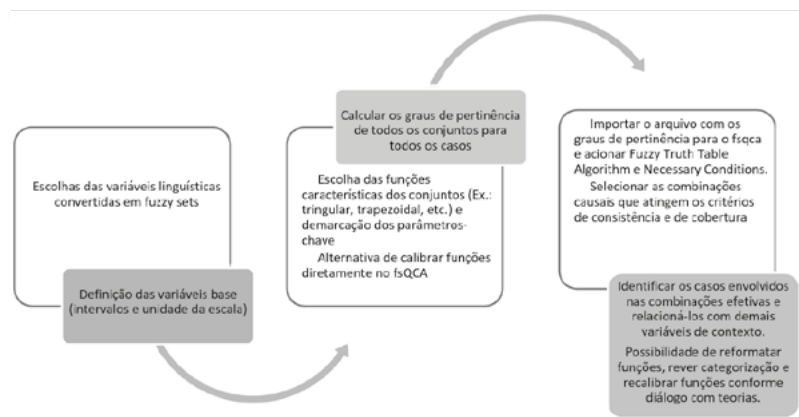 Escolhas das variáveis linguísticas
convertidas em fuzzy sets
Definição das variáveis base
(intervalos e unidade da escala)
Calcular os graus de pertinência
de todos os conjuntos para
todos os casos
Escolha das funções
características dos conjuntos (Ex.:
tringular, trapezoidal, etc.) e
demarcação dos parâmetros-
chave
Alternativa de calibrar funções
diretamente no fsQCA
Importar o arquivo com os
graus de pertinência para o fsqca
e acionar Fuzzy Truth Table
Algorithm e Necessary Conditions.
Selecionar as combinações
causais que atingem os critérios
de consistência e de cobertura
Identificar os casos envolvidos
nas combinações efetivas e
relacioná-los com demais
variáveis de contexto.
Possibilidade de reformatar
funções, rever categorização e
recalibrar funções conforme
diálogo com teorias.